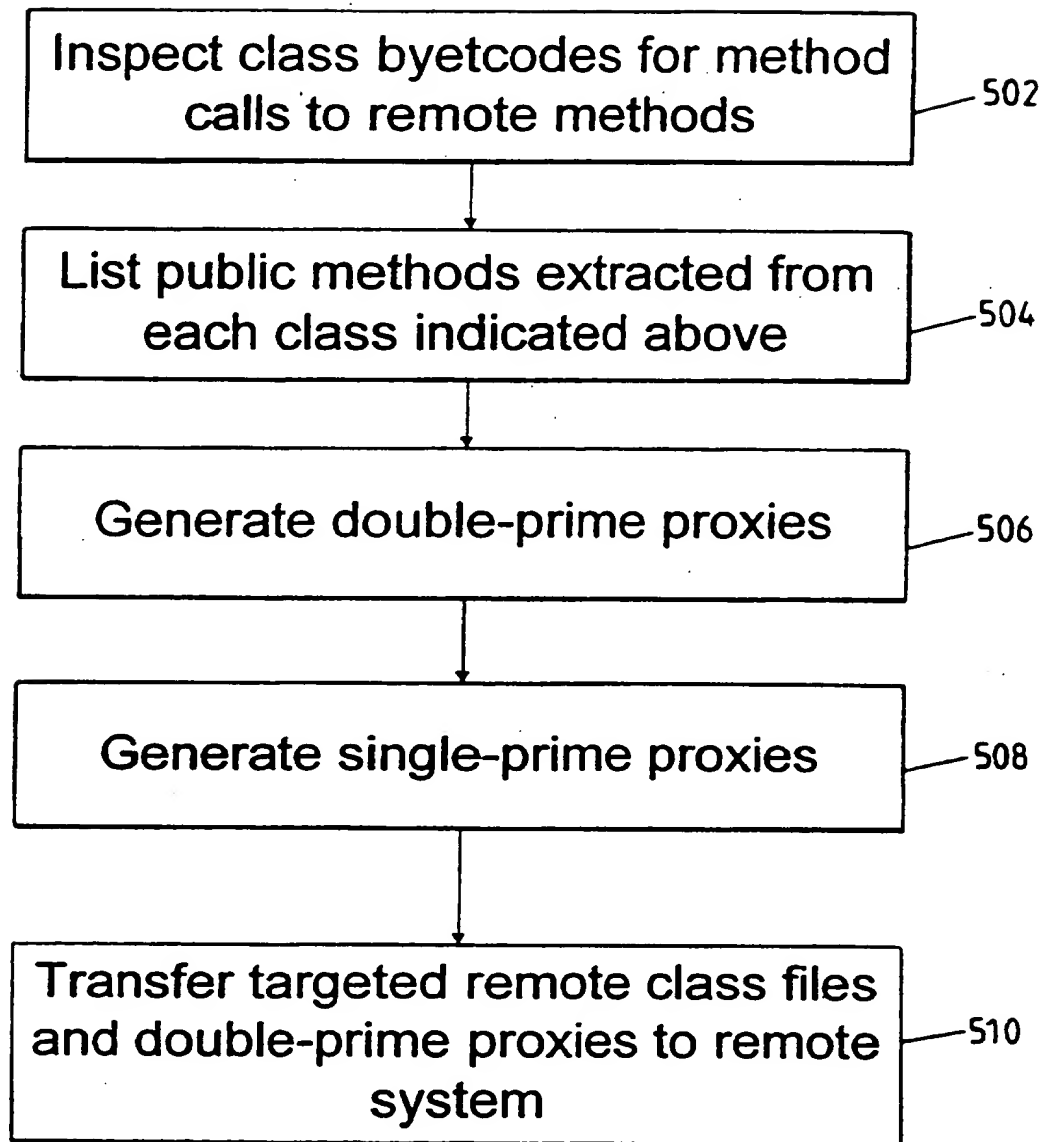 Inspect class byetcodes for method
calls to remote methods
502
List public methods extracted from
each class indicated above
504
Generate double-prime proxies
506
Generate single-prime proxies
508
Transfer targeted remote class files
and double-prime proxies to remote
system
510